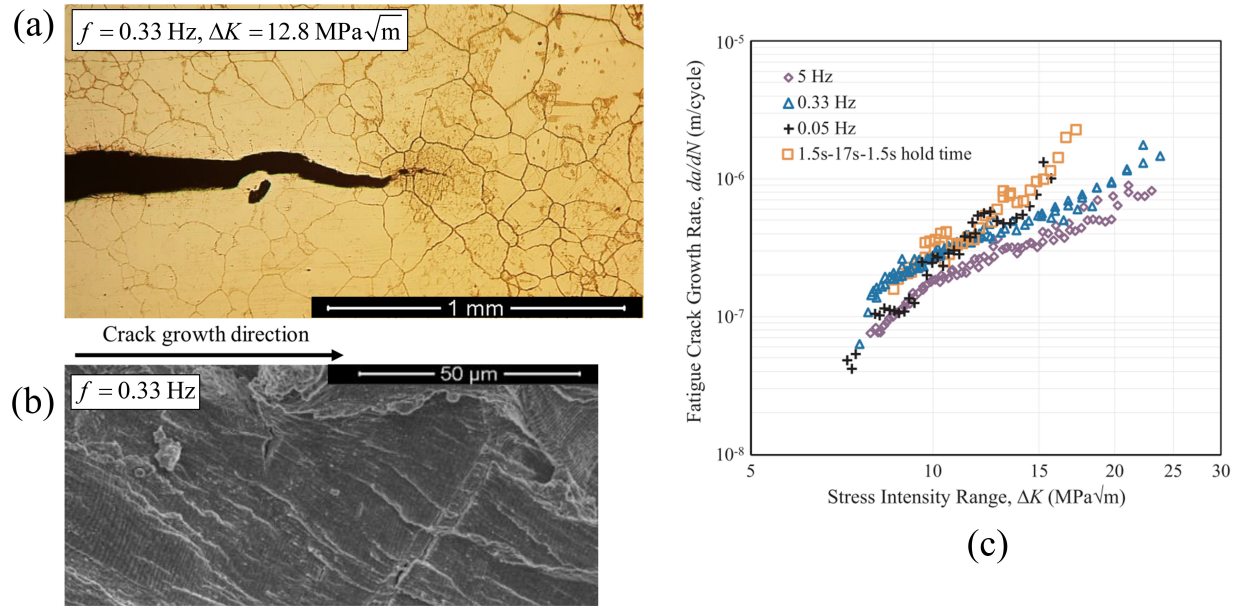 (a)
f = 0.33 Hz, ΔK = 12.8 MPa√m
1 mm
Crack growth direction
(b)
f = 0.33 Hz
50 µm
10⁻⁵
10⁻⁶
10⁻⁷
10⁻⁸
Fatigue Crack Growth Rate, da/dN (m/cycle)
5 Hz
0.33 Hz
0.05 Hz
1.5s-17s-1.5s hold time
5 10 15 20 25 30
Stress Intensity Range, ΔK (MPa√m)
(c)